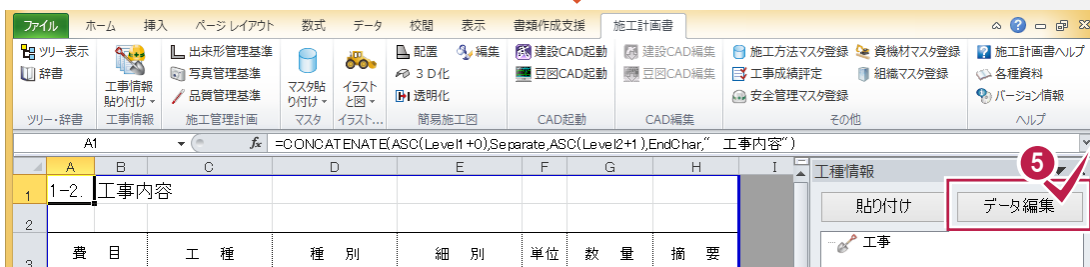 ファイル ホーム 挿入 ページ レイアウト 数式 データ 校閲 表示 書類作成支援 施工計画書
ツリー表示 出来形管理基準 配置 編集 建設CAD起動 建設CAD編集 施工方法マスタ登録 資機材マスタ登録 施工計画書ヘルプ
辞書 工事情報 写真管理基準 マスタ貼 イラスト 3D化 豆図CAD起動 豆図CAD編集 工事成績評定 組織マスタ登録 各種資料
貼り付け 品質管理基準 り付け と図 透明化 安全管理マスタ登録 バージョン情報
ツリー・辞書 工事情報 施工管理計画 マスタ イラスト... 簡易施工図 CAD起動 CAD編集 その他 ヘルプ
A1 fx =CONCATENATE(ASC(Level1+0),Separate,ASC(Level2+1),EndChar,"　工事内容")
A B C D E F G H I 工種情報 5
1 1-2. 工事内容 貼り付け データ編集
2
工事
3 費 目 工 種 種 別 細 別 単位 数 量 摘 要